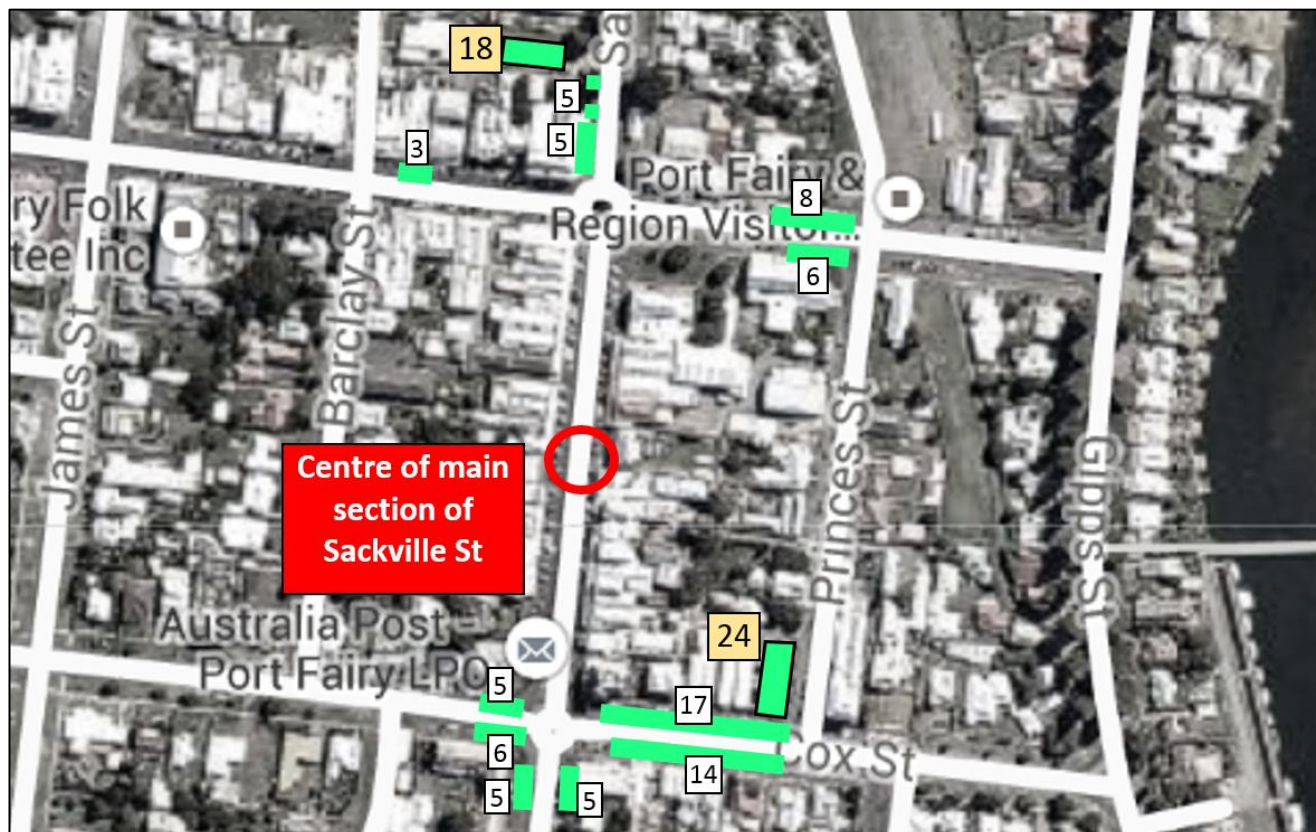 18
Sa
5
5
3
Port Fairy &
8
Region Visitor...
6
ry Folk
tee Inc
James St
Barclay St
Centre of main
section of
Sackville St
Princes St
Gipps St
Australia Post -
Port Fairy LPO
24
5
17
6
14
Cox St
5
5